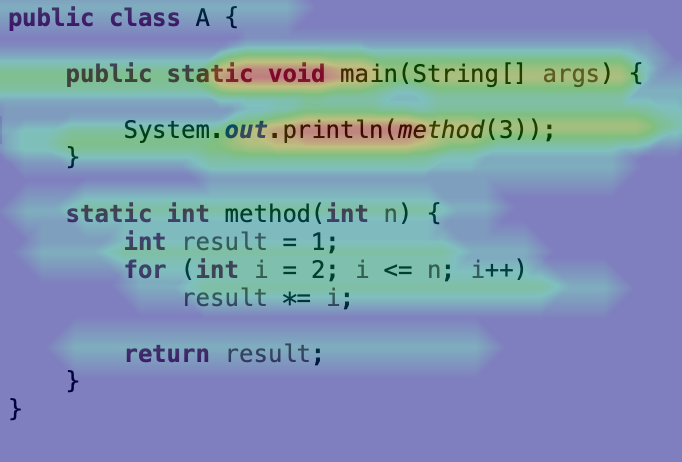 public class A {
public static void main(String[] args) {
System.out.println(method(3));
}
static int method(int n) {
int result = 1;
for (int i = 2; i <= n; i++)
result *= i;
return result;
}
}